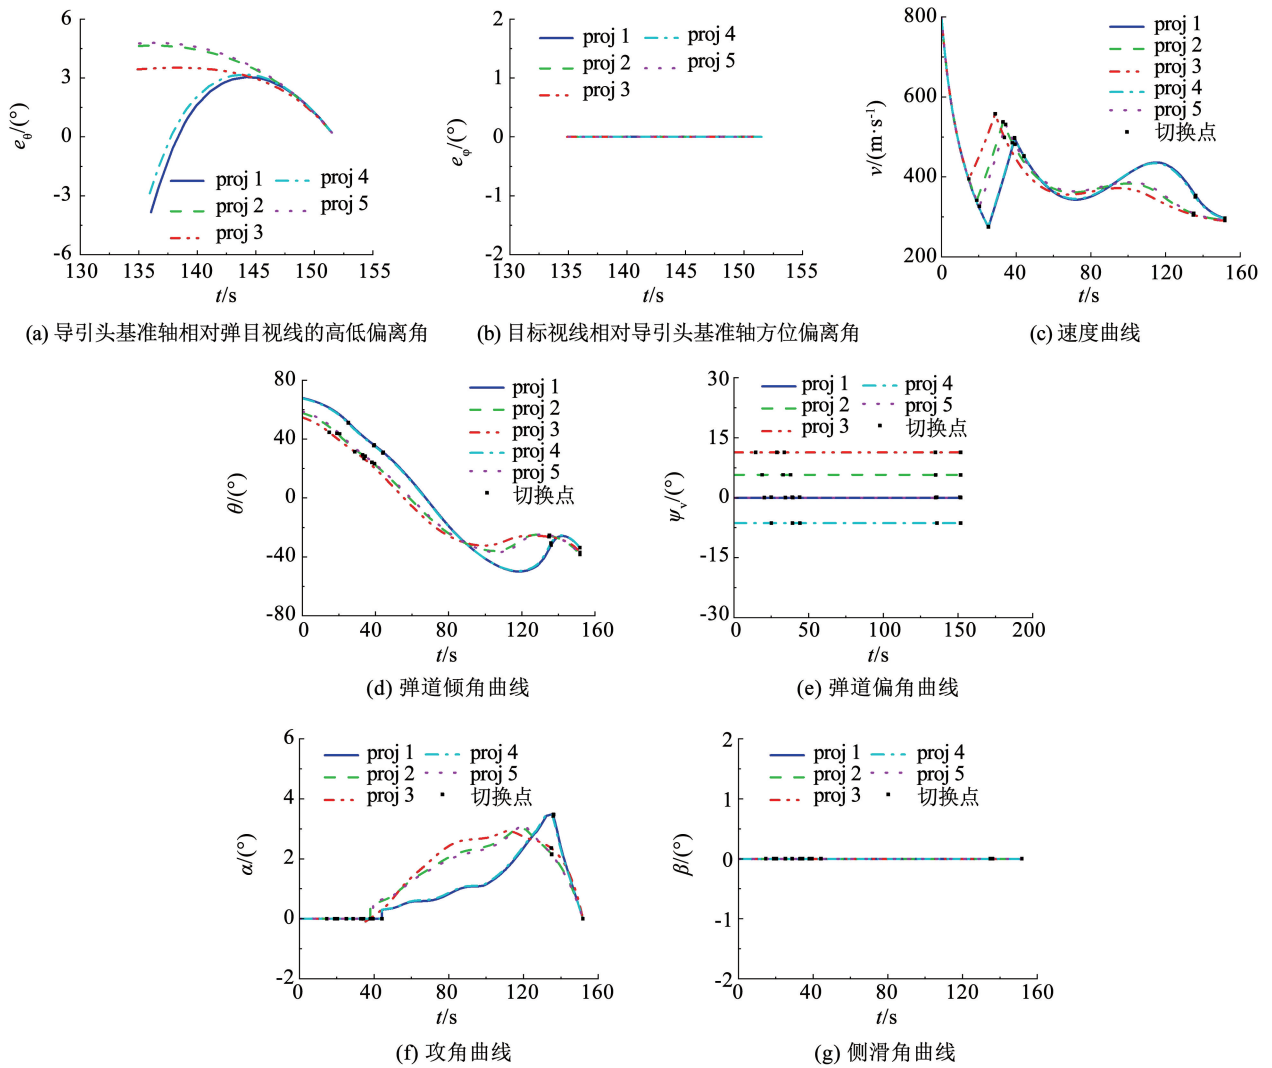 6
3
0
-3
-6
130
135
140
145
150
155
eθ/(°)
t/s
proj 1
proj 2
proj 3
proj 4
proj 5
(a) 导引头基准轴相对弹目视线的高低偏离角
2
1
0
-1
-2
130
135
140
145
150
155
eφ/(°)
t/s
proj 1
proj 2
proj 3
proj 4
proj 5
(b) 目标视线相对导引头基准轴方位偏离角
800
600
400
200
0
40
80
120
160
v/(m·s⁻¹)
t/s
proj 1
proj 2
proj 3
proj 4
proj 5
切换点
(c) 速度曲线
80
40
0
-40
-80
0
40
80
120
160
θ/(°)
t/s
proj 1
proj 2
proj 3
proj 4
proj 5
切换点
(d) 弹道倾角曲线
30
15
0
-15
-30
0
50
100
150
200
ψv/(°)
t/s
proj 1
proj 2
proj 3
proj 4
proj 5
切换点
(e) 弹道偏角曲线
6
4
2
0
-2
0
40
80
120
160
α/(°)
t/s
proj 1
proj 2
proj 3
proj 4
proj 5
切换点
(f) 攻角曲线
2
1
0
-1
-2
0
40
80
120
160
β/(°)
t/s
proj 1
proj 2
proj 3
proj 4
proj 5
切换点
(g) 侧滑角曲线